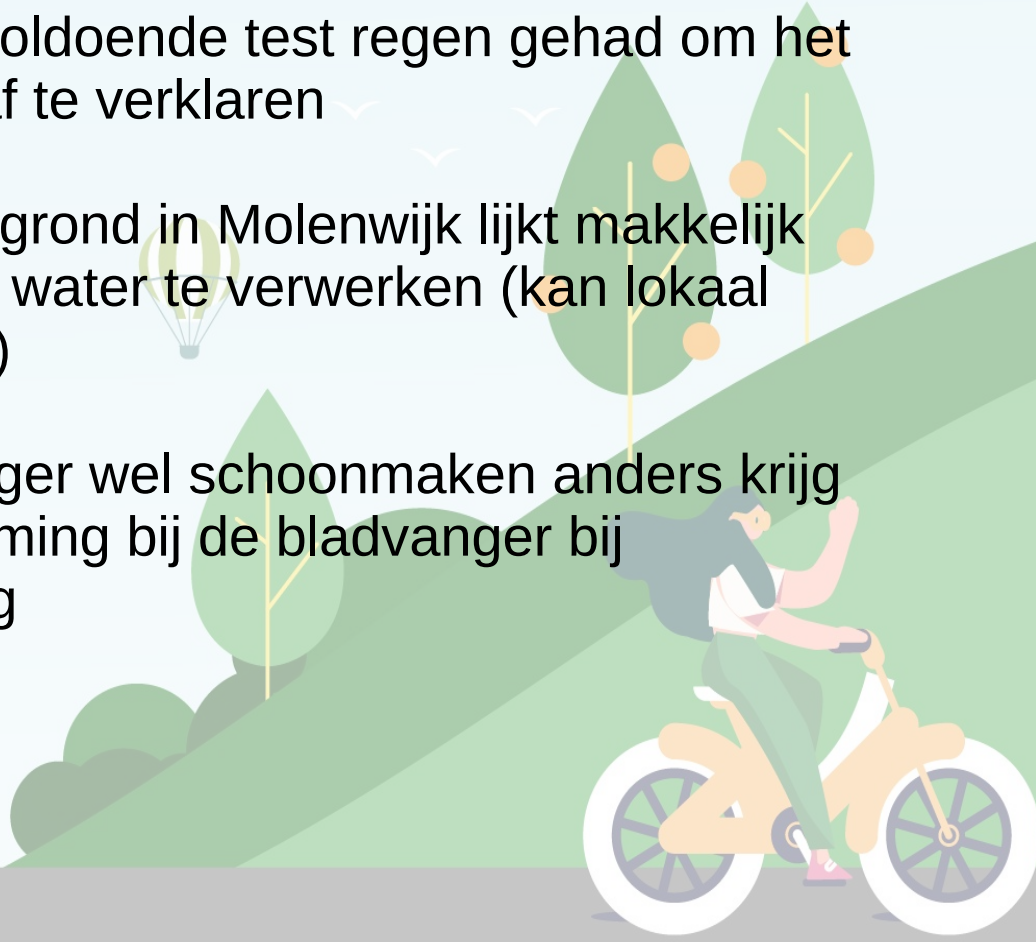 oldoende test regen gehad om het
f te verklaren
grond in Molenwijk lijkt makkelijk
water te verwerken (kan lokaal
)
ger wel schoonmaken anders krijg
ming bij de bladvanger bij
g